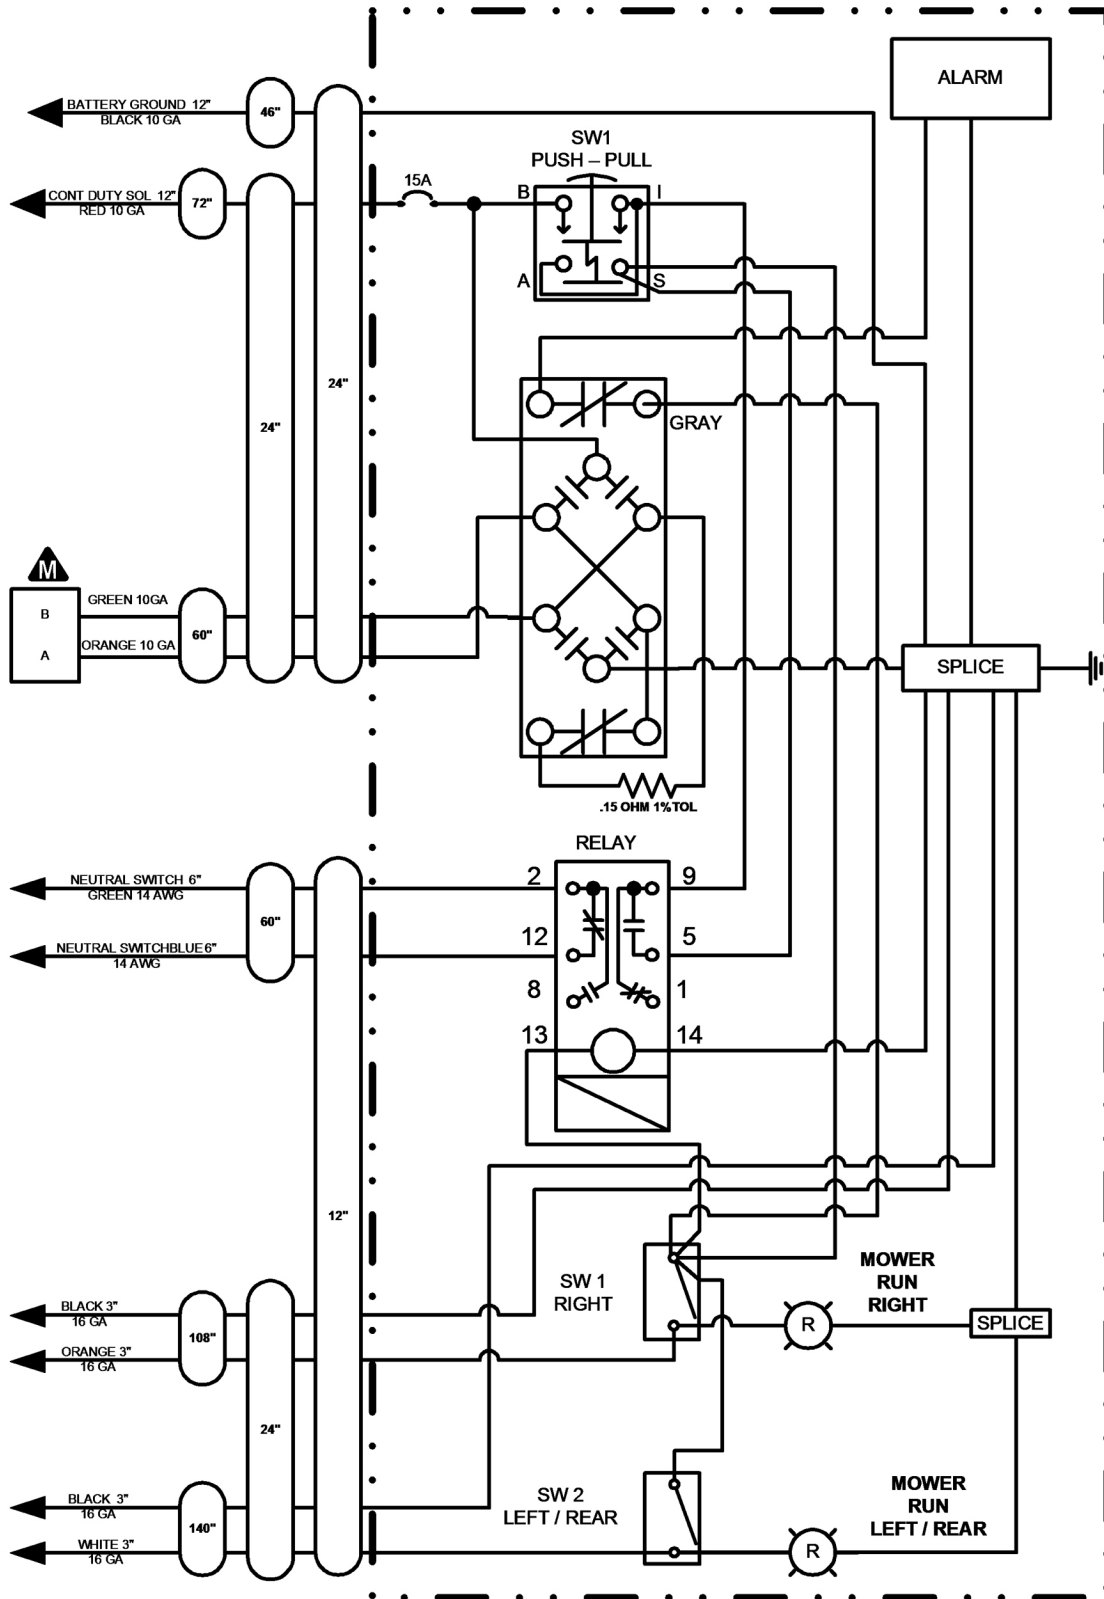 ALARM
BATTERY GROUND 12"
BLACK 10 GA
46"
SW1
PUSH – PULL
CONT DUTY SOL 12"
RED 10 GA
72"
15A
B
I
A
S
24"
GRAY
24"
M
B
GREEN 10GA
60"
A
ORANGE 10 GA
SPLICE
.15 OHM 1%TOL
RELAY
NEUTRAL SWITCH 6"
GREEN 14 AWG
2
9
60"
NEUTRAL SWITCHBLUE6"
14 AWG
12
5
8
1
13
14
12"
SW 1
RIGHT
MOWER
RUN
RIGHT
BLACK 3"
16 GA
108"
R
SPLICE
ORANGE 3"
16 GA
24"
BLACK 3"
16 GA
140"
SW 2
LEFT / REAR
MOWER
RUN
LEFT / REAR
WHITE 3"
16 GA
R